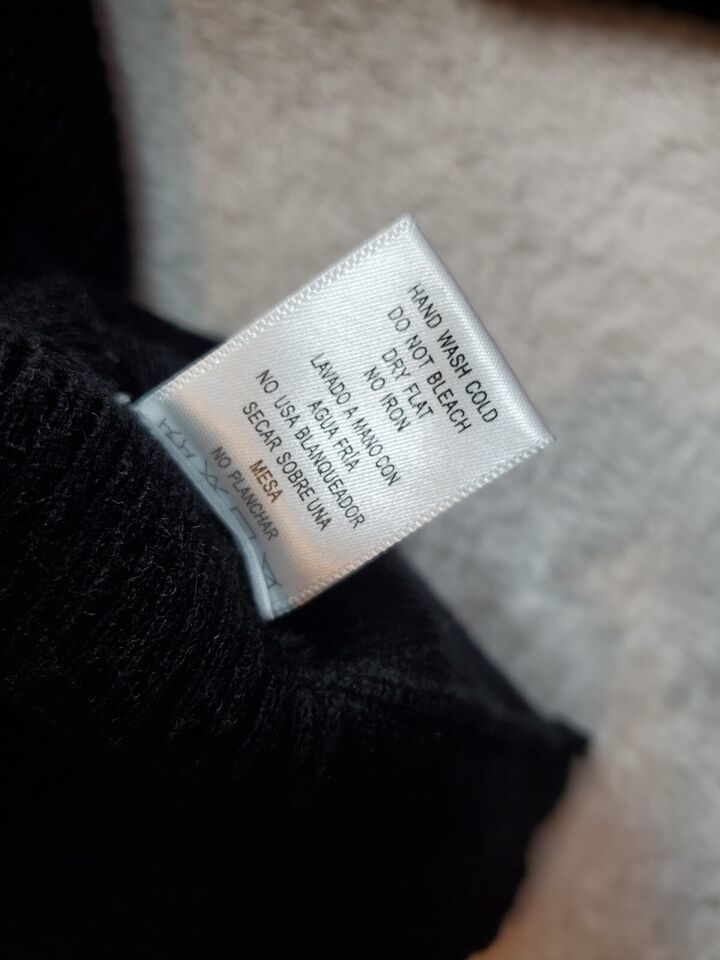 HAND WASH COLD
DO NOT BLEACH
DRY FLAT
NO IRON
LAVADO A MANO CON
AGUA FRIA
NO USA BLANQUEADOR
SECAR SOBRE UNA
MESA
NO PLANCHAR